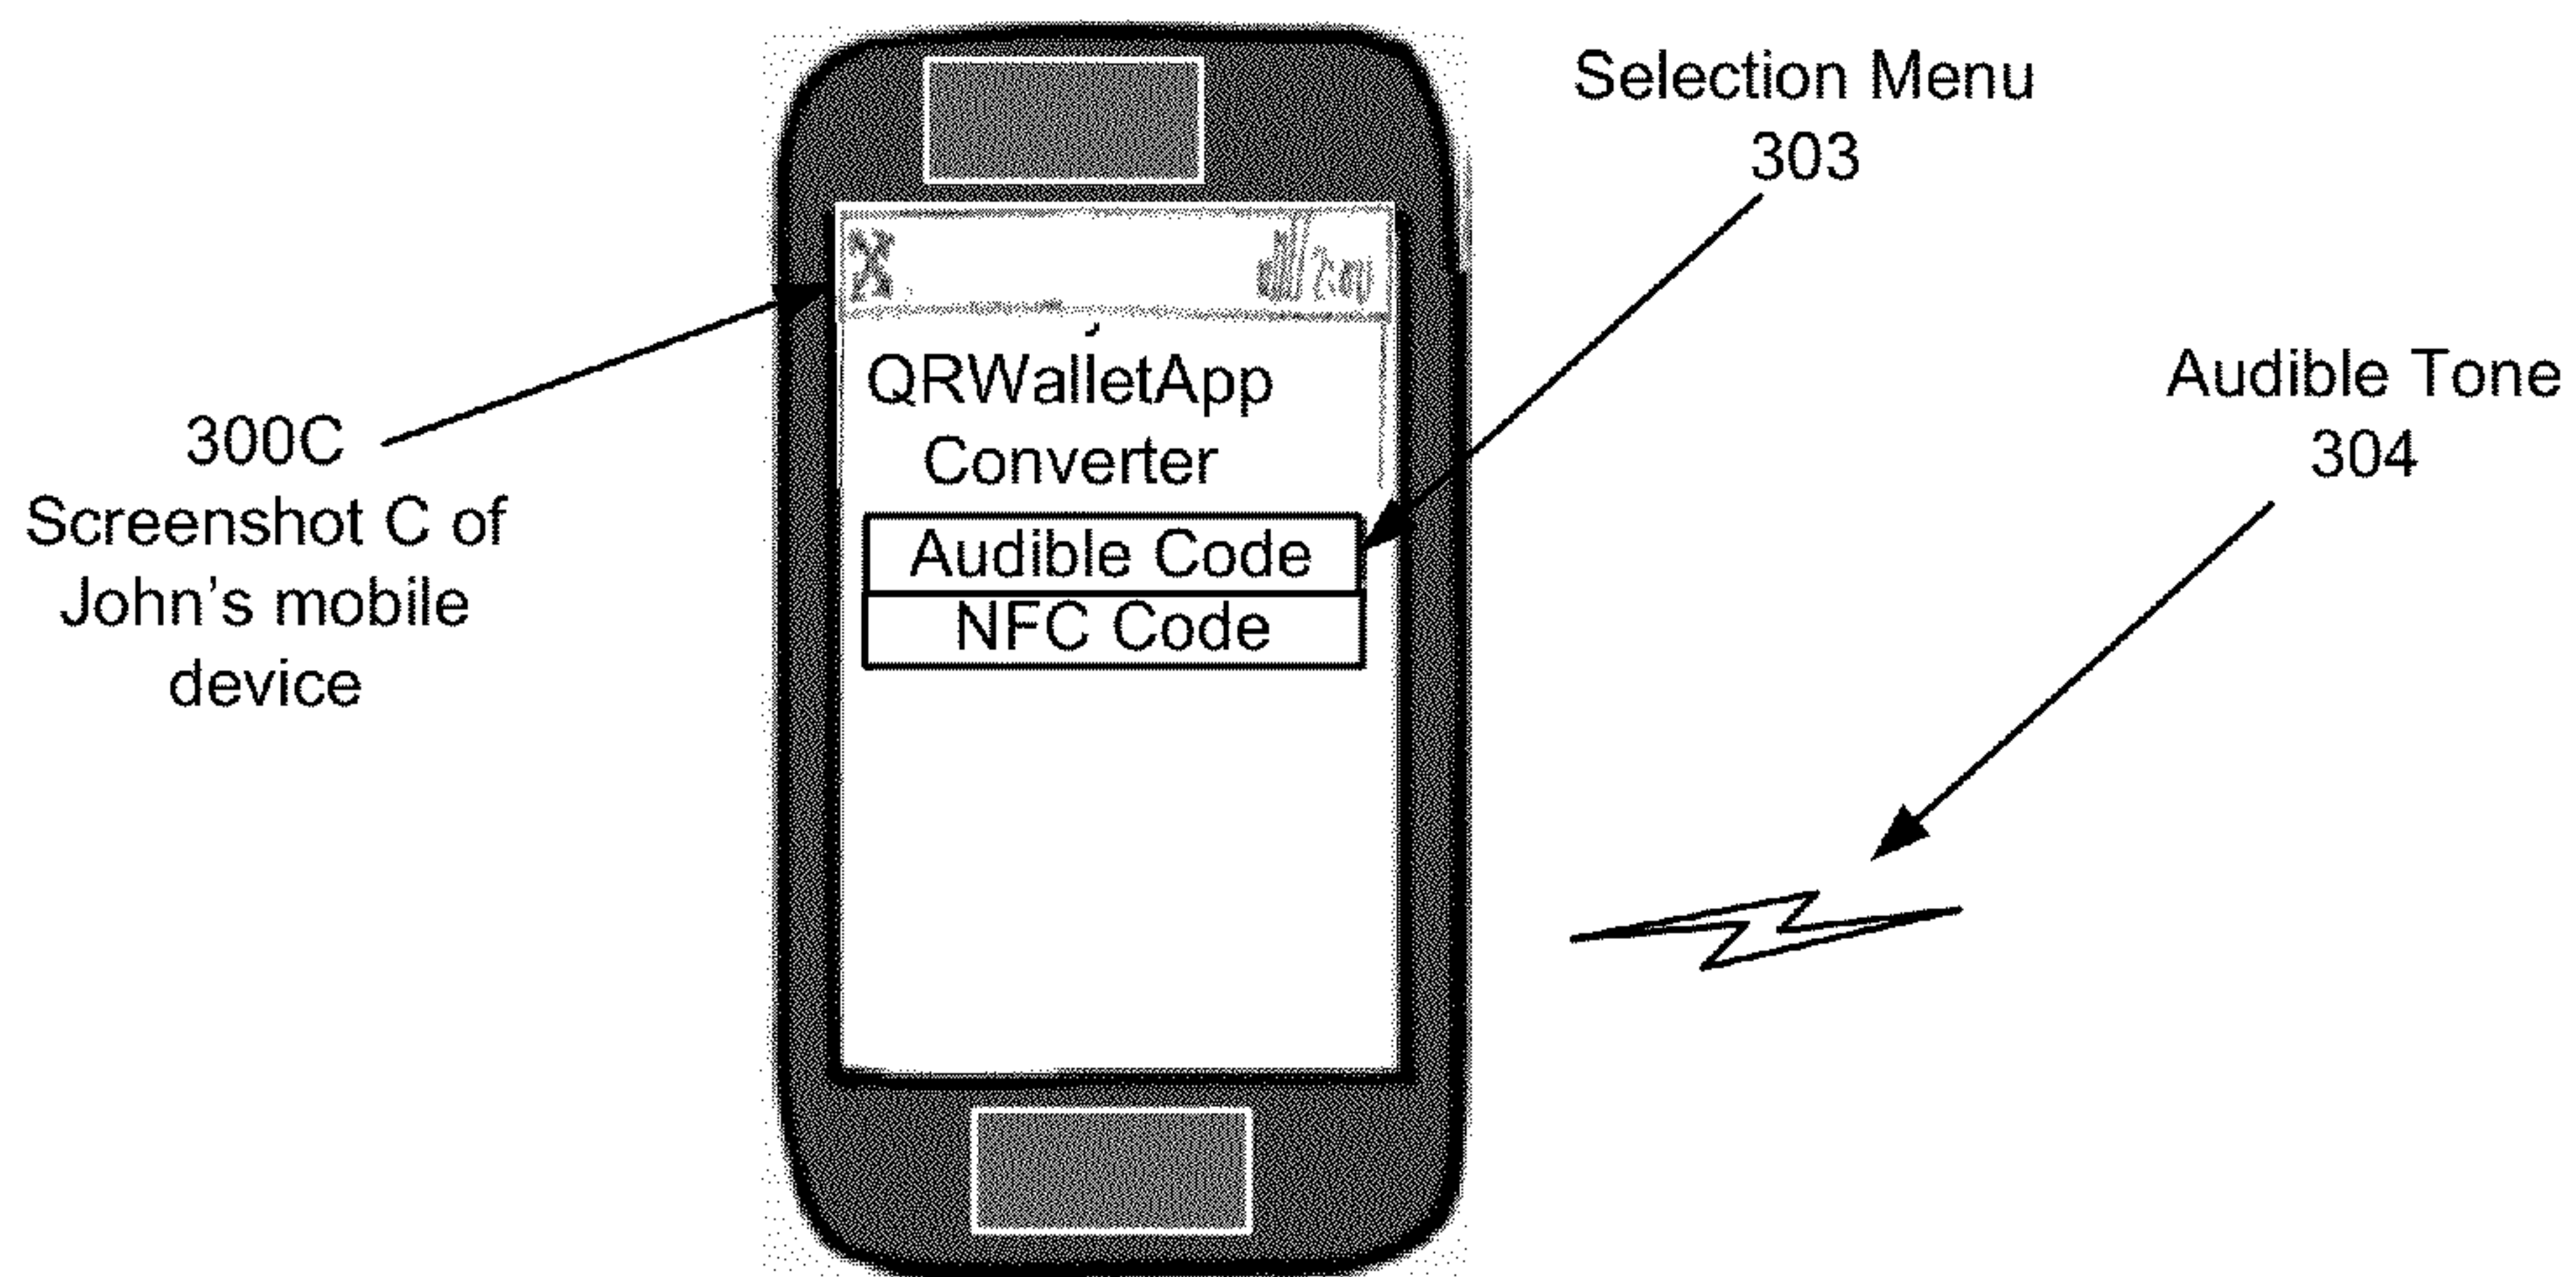 Selection Menu
303
300C
Screenshot C of
John's mobile
device
QRWalletApp
Converter
Audible Code
NFC Code
Audible Tone
304